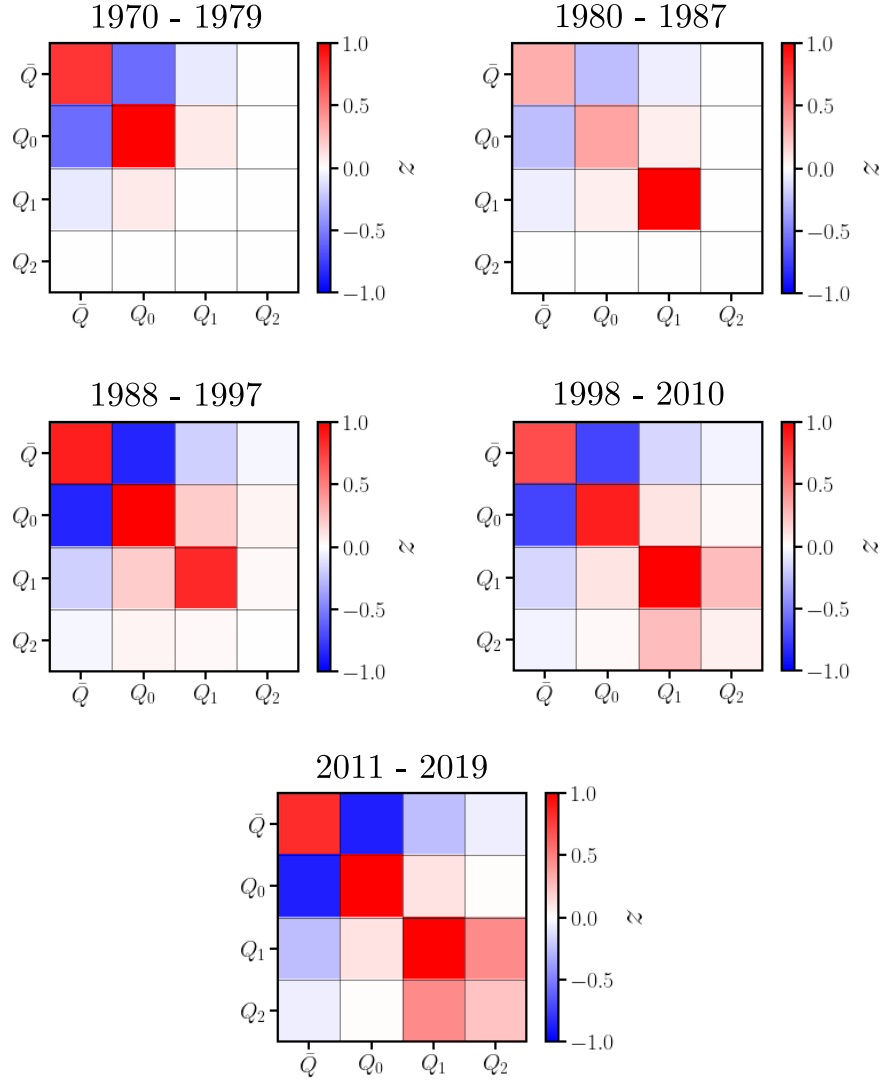 1970 - 1979
Q̄
Q₀
Q₁
Q₂
Q̄ Q₀ Q₁ Q₂
1.0
0.5
0.0
−0.5
−1.0
z
1980 - 1987
Q̄
Q₀
Q₁
Q₂
Q̄ Q₀ Q₁ Q₂
1.0
0.5
0.0
−0.5
−1.0
z
1988 - 1997
Q̄
Q₀
Q₁
Q₂
Q̄ Q₀ Q₁ Q₂
1.0
0.5
0.0
−0.5
−1.0
z
1998 - 2010
Q̄
Q₀
Q₁
Q₂
Q̄ Q₀ Q₁ Q₂
1.0
0.5
0.0
−0.5
−1.0
z
2011 - 2019
Q̄
Q₀
Q₁
Q₂
Q̄ Q₀ Q₁ Q₂
1.0
0.5
0.0
−0.5
−1.0
z